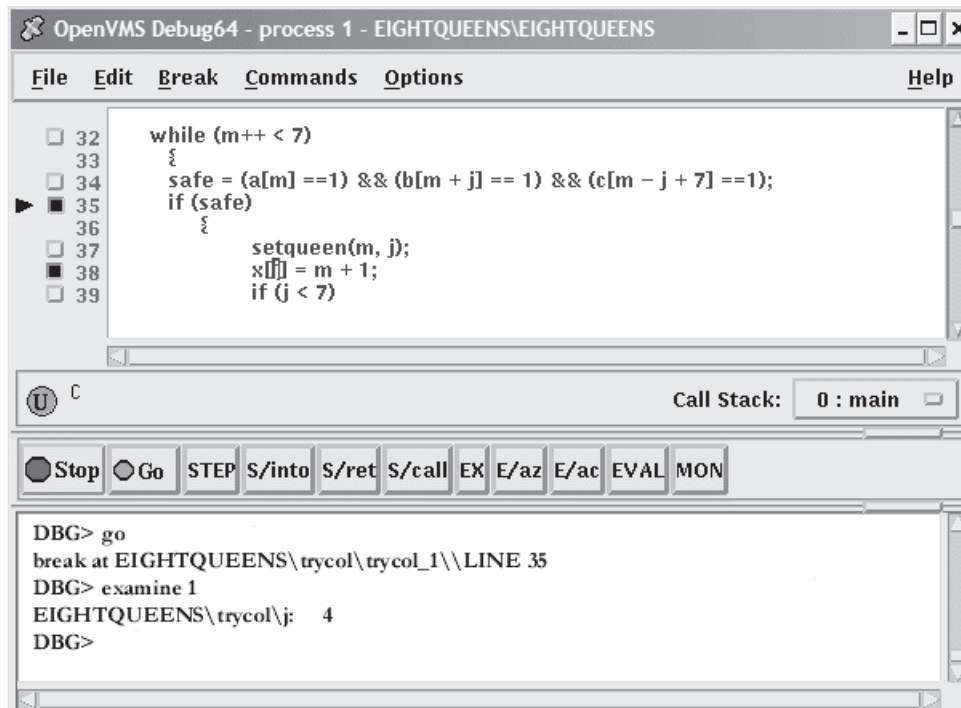 OpenVMS Debug64 - process 1 - EIGHTQUEENS\EIGHTQUEENS
File Edit Break Commands Options Help
32 while (m++ < 7)
33 {
34 safe = (a[m] ==1) && (b[m + j] == 1) && (c[m − j + 7] ==1);
35 if (safe)
36 {
37 setqueen(m, j);
38 x[j] = m + 1;
39 if (j < 7)
U C Call Stack: 0 : main
Stop Go STEP S/into S/ret S/call EX E/az E/ac EVAL MON
DBG> go
break at EIGHTQUEENS\trycol\trycol_1\\LINE 35
DBG> examine 1
EIGHTQUEENS\trycol\j: 4
DBG>